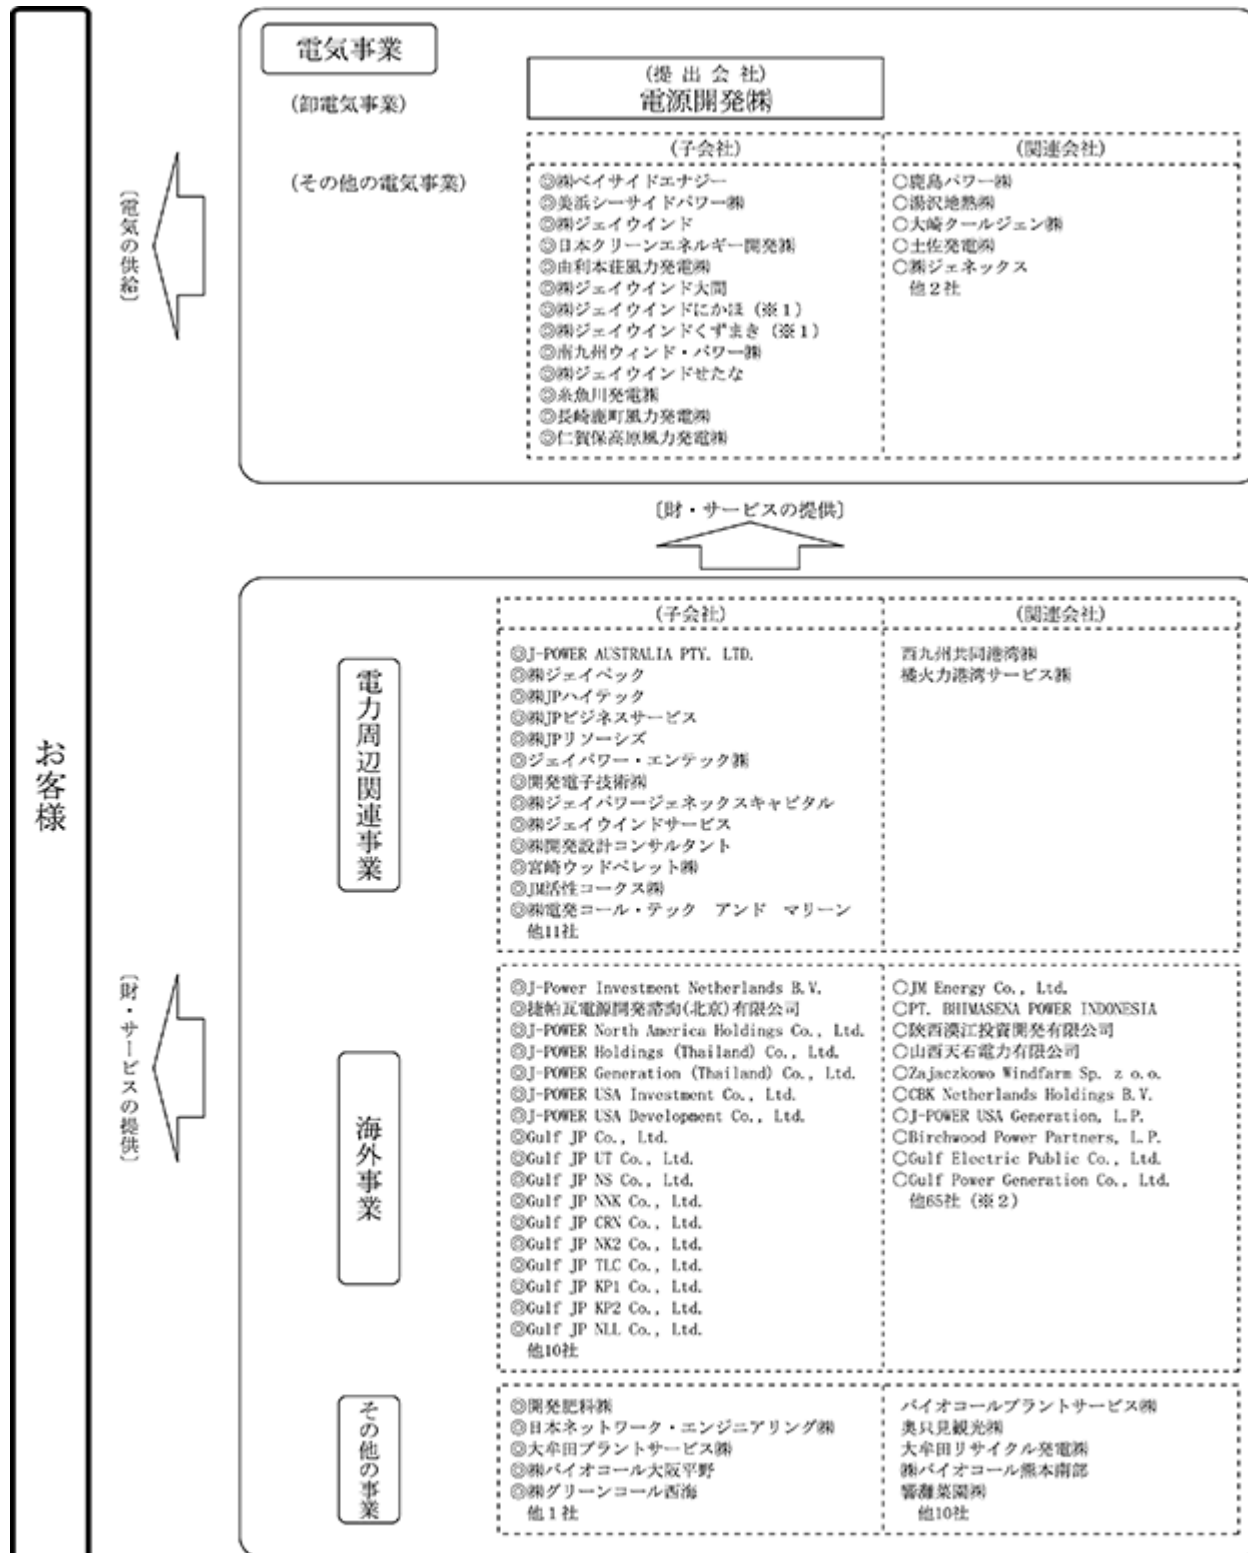 お客様
〔電気の供給〕
〔財・サービスの提供〕
電気事業
(卸電気事業)
(提出会社)
電源開発㈱
(その他の電気事業)
(子会社)
◎㈱ベイサイドエナジー
◎美浜シーサイドパワー㈱
◎㈱ジェイウインド
◎日本クリーンエネルギー開発㈱
◎由利本荘風力発電㈱
◎㈱ジェイウインド大間
◎㈱ジェイウインドにかほ（※１）
◎㈱ジェイウインドくずまき（※１）
◎南九州ウィンド・パワー㈱
◎㈱ジェイウインドせたな
◎糸魚川発電㈱
◎長崎鹿町風力発電㈱
◎仁賀保高原風力発電㈱
(関連会社)
○鹿島パワー㈱
○湯沢地熱㈱
○大崎クールジェン㈱
○土佐発電㈱
○㈱ジェネックス
他２社
〔財・サービスの提供〕
電力周辺関連事業
(子会社)
◎J-POWER AUSTRALIA PTY. LTD.
◎㈱ジェイペック
◎㈱JPハイテック
◎㈱JPビジネスサービス
◎㈱JPリソーシズ
◎ジェイパワー・エンテック㈱
◎開発電子技術㈱
◎㈱ジェイパワージェネックスキャピタル
◎㈱ジェイウインドサービス
◎㈱開発設計コンサルタント
◎宮崎ウッドペレット㈱
◎JM活性コークス㈱
◎㈱電発コール・テック　アンド　マリーン
他11社
(関連会社)
西九州共同港湾㈱
橘火力港湾サービス㈱
海外事業
◎J-Power Investment Netherlands B.V.
◎捷帕瓦電源開発諮詢(北京)有限公司
◎J-POWER North America Holdings Co., Ltd.
◎J-POWER Holdings (Thailand) Co., Ltd.
◎J-POWER Generation (Thailand) Co., Ltd.
◎J-POWER USA Investment Co., Ltd.
◎J-POWER USA Development Co., Ltd.
◎Gulf JP Co., Ltd.
◎Gulf JP UT Co., Ltd.
◎Gulf JP NS Co., Ltd.
◎Gulf JP NNK Co., Ltd.
◎Gulf JP CRN Co., Ltd.
◎Gulf JP NK2 Co., Ltd.
◎Gulf JP TLC Co., Ltd.
◎Gulf JP KP1 Co., Ltd.
◎Gulf JP KP2 Co., Ltd.
◎Gulf JP NLL Co., Ltd.
他10社
○JM Energy Co., Ltd.
○PT. BHIMASENA POWER INDONESIA
○陝西漢江投資開発有限公司
○山西天石電力有限公司
○Zajaczkowo Windfarm Sp. z o.o.
○CBK Netherlands Holdings B.V.
○J-POWER USA Generation, L.P.
○Birchwood Power Partners, L.P.
○Gulf Electric Public Co., Ltd.
○Gulf Power Generation Co., Ltd.
他65社（※２）
その他の事業
◎開発肥料㈱
◎日本ネットワーク・エンジニアリング㈱
◎大牟田プラントサービス㈱
◎㈱バイオコール大阪平野
◎㈱グリーンコール西海
他１社
バイオコールプラントサービス㈱
奥只見観光㈱
大牟田リサイクル発電㈱
㈱バイオコール熊本南部
響灘菜園㈱
他10社